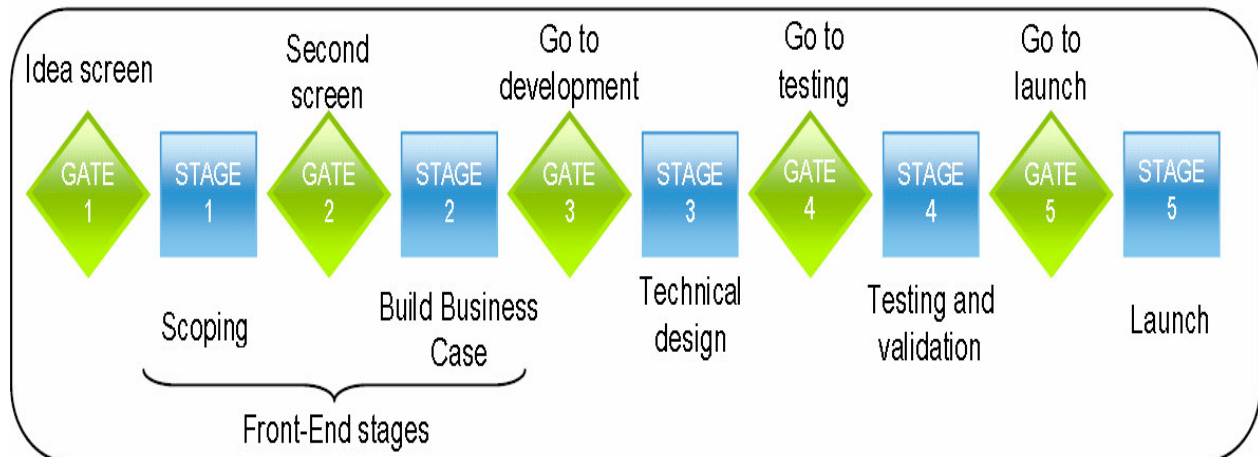 Idea screen
Second
screen
Go to
development
Go to
testing
Go to
launch
GATE
1
STAGE
1
GATE
2
STAGE
2
GATE
3
STAGE
3
GATE
4
STAGE
4
GATE
5
STAGE
5
Scoping
Build Business
Case
Technical
design
Testing and
validation
Launch
Front-End stages